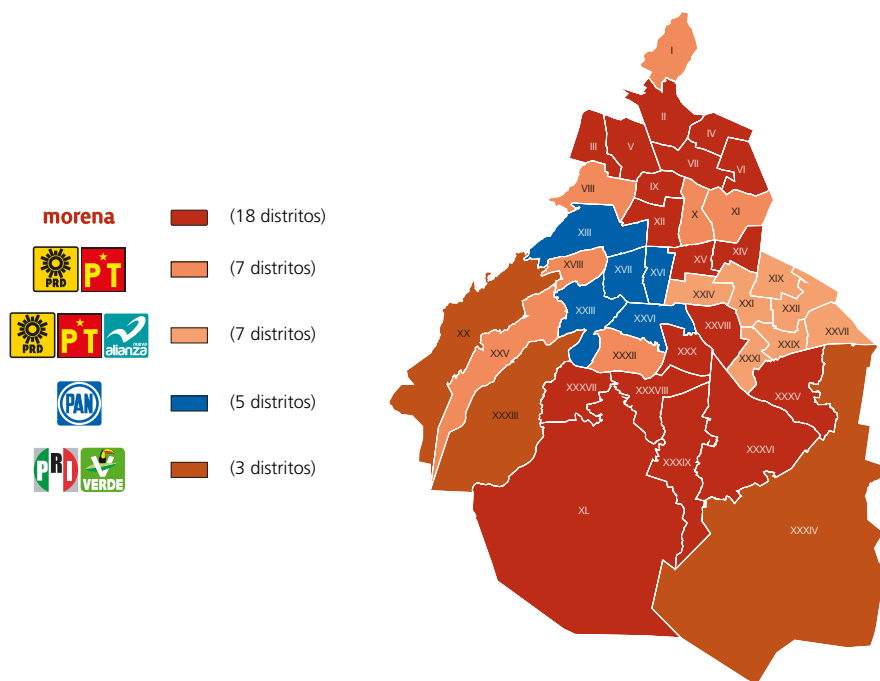 morena (18 distritos)
PRD PT (7 distritos)
PRD PT nueva alianza (7 distritos)
PAN (5 distritos)
PRI VERDE (3 distritos)
I
II
IV
III
V
VII
VI
VIII
IX
X
XI
XII
XIII
XIV
XV
XVI
XVII
XVIII
XIX
XX
XXIV
XXI
XXII
XXIII
XXVI
XXVIII
XXVII
XXIX
XXV
XXXII
XXX
XXXI
XXXVII
XXXVIII
XXXV
XXXIII
XXXVI
XXXIX
XL
XXXIV